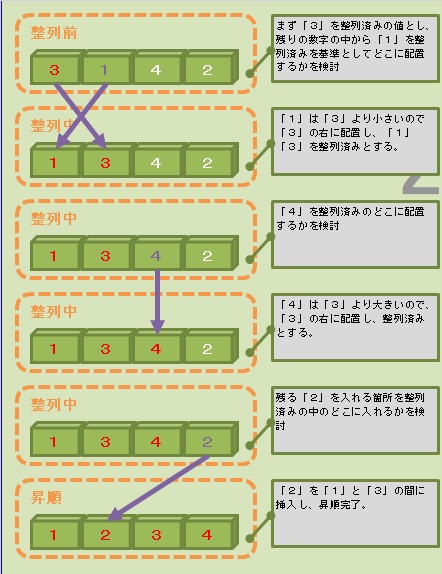 整列前
3 1 4 2
まず「3」を整列済みの値とし、
残りの数字の中から「1」を整
列済みを基準としてどこに配置
するかを検討
整列中
1 3 4 2
「1」は「3」より小さいので
「3」の右に配置し、「1」
「3」を整列済みとする。
2
整列中
1 3 4 2
「4」を整列済みのどこに配置
するかを検討
整列中
1 3 4 2
「4」は「3」より大きいので、
「3」の右に配置し、整列済み
とする。
整列中
1 3 4 2
残る「2」を入れる箇所を整列
済みの中のどこに入れるかを検
討
昇順
1 2 3 4
「2」を「1」と「3」の間に
挿入し、昇順完了。